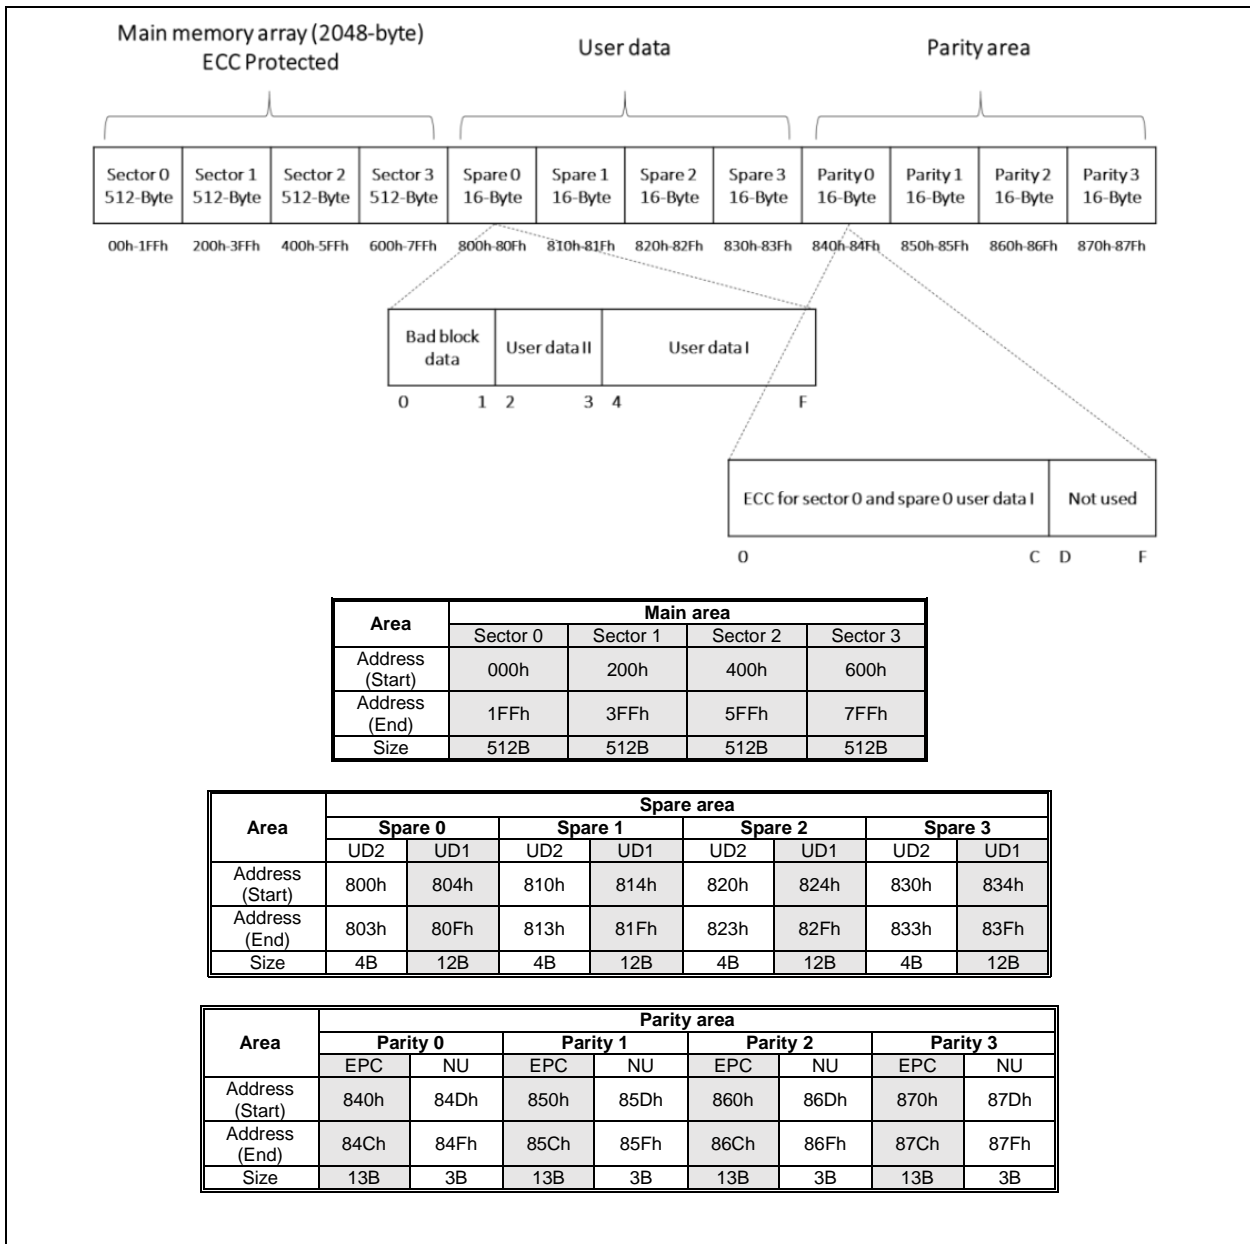 Main memory array (2048-byte)
ECC Protected
User data
Parity area
Sector 0 Sector 1 Sector 2 Sector 3 Spare 0 Spare 1 Spare 2 Spare 3 Parity 0 Parity 1 Parity 2 Parity 3
512-Byte 512-Byte 512-Byte 512-Byte 16-Byte 16-Byte 16-Byte 16-Byte 16-Byte 16-Byte 16-Byte 16-Byte
00h-1FFh 200h-3FFh 400h-5FFh 600h-7FFh 800h-80Fh 810h-81Fh 820h-82Fh 830h-83Fh 840h-84Fh 850h-85Fh 860h-86Fh 870h-87Fh
Bad block
data
User data II
User data I
0 1 2 3 4 F
ECC for sector 0 and spare 0 user data I Not used
0 C D F
Area Main area
Sector 0 Sector 1 Sector 2 Sector 3
Address
(Start) 000h 200h 400h 600h
Address
(End) 1FFh 3FFh 5FFh 7FFh
Size 512B 512B 512B 512B
Area Spare area
Spare 0 Spare 1 Spare 2 Spare 3
UD2 UD1 UD2 UD1 UD2 UD1 UD2 UD1
Address
(Start) 800h 804h 810h 814h 820h 824h 830h 834h
Address
(End) 803h 80Fh 813h 81Fh 823h 82Fh 833h 83Fh
Size 4B 12B 4B 12B 4B 12B 4B 12B
Area Parity area
Parity 0 Parity 1 Parity 2 Parity 3
EPC NU EPC NU EPC NU EPC NU
Address
(Start) 840h 84Dh 850h 85Dh 860h 86Dh 870h 87Dh
Address
(End) 84Ch 84Fh 85Ch 85Fh 86Ch 86Fh 87Ch 87Fh
Size 13B 3B 13B 3B 13B 3B 13B 3B